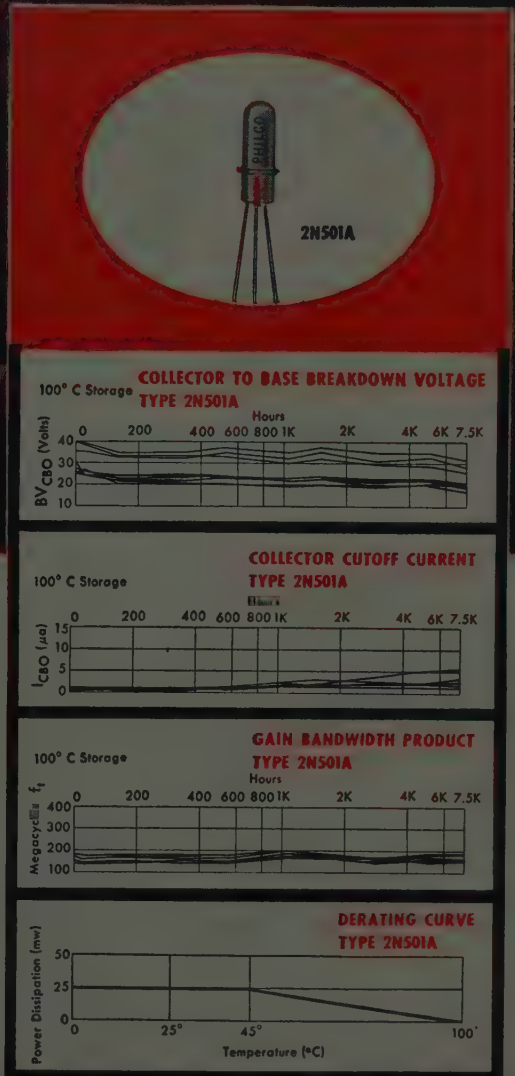 PHILCO
2N501A
100° C Storage COLLECTOR TO BASE BREAKDOWN VOLTAGE
TYPE 2N501A
Hours
0 200 400 600 800 1K 2K 4K 6K 7.5K
BVCBO (Volts)
40
30
20
10
COLLECTOR CUTOFF CURRENT
100° C Storage TYPE 2N501A
0 200 400 600 800 1K 2K 4K 6K 7.5K
ICBO (μa)
15
10
5
0
GAIN BANDWIDTH PRODUCT
100° C Storage TYPE 2N501A
Hours
0 200 400 600 800 1K 2K 4K 6K 7.5K
400
300
200
100
DERATING CURVE
TYPE 2N501A
Power Dissipation (mw)
50
25
0
0 25° 45° 100°
Temperature (°C)